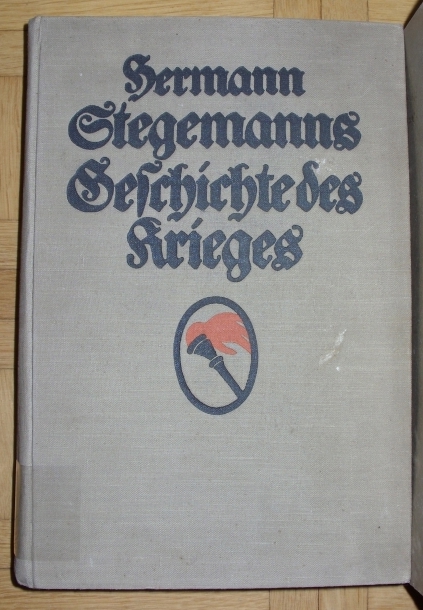 Hermann
Stegemanns
Geſchichte des
Krieges